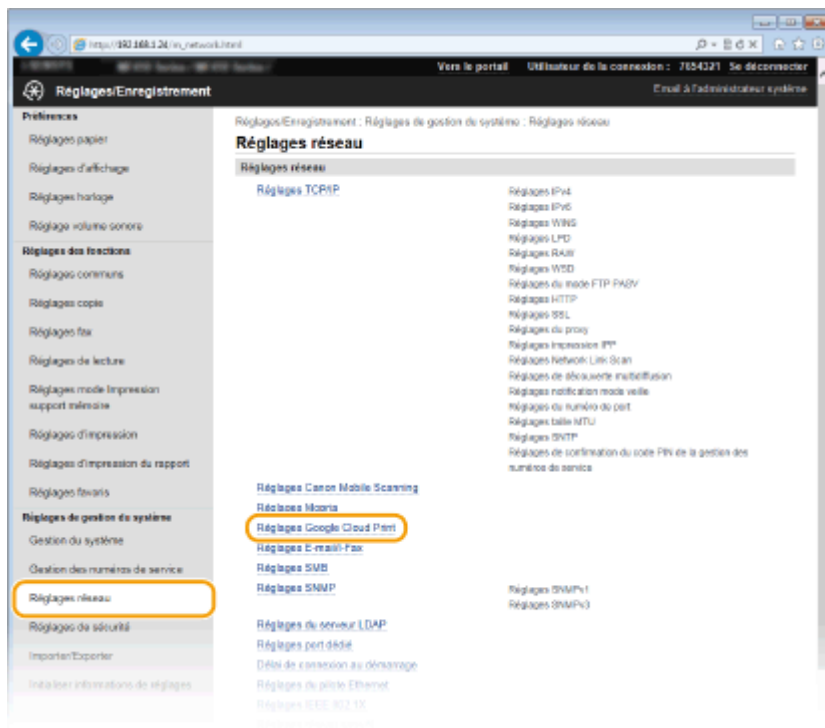 http://192.168.1.24/m_network.html
Vers le portail Utilisateur de la connexion : 7654321 Se déconnecter
Réglages/Enregistrement
Email à l'administrateur système
Préférences
Réglages papier
Réglages d'affichage
Réglages horloge
Réglage volume sonore
Réglages des fonctions
Réglages communs
Réglages copie
Réglages fax
Réglages de lecture
Réglages mode Impression
support mémoire
Réglages d'impression
Réglages d'impression du rapport
Réglages favoris
Réglages de gestion du système
Gestion du système
Gestion des numéros de service
Réglages réseau
Réglages de sécurité
Importer/Exporter
Initialiser informations de réglages
Réglages/Enregistrement : Réglages de gestion du système : Réglages réseau
Réglages réseau
Réglages réseau
Réglages TCP/IP
Réglages IPv4
Réglages IPv6
Réglages WINS
Réglages LPD
Réglages RAW
Réglages WSD
Réglages du mode FTP PASV
Réglages HTTP
Réglages SSL
Réglages du proxy
Réglages impression IPP
Réglages Network Link Scan
Réglages de découverte multidiffusion
Réglages notification mode veille
Réglages du numéro de port
Réglages taille MTU
Réglages SNTP
Réglages de confirmation du code PIN de la gestion des
numéros de service
Réglages Canon Mobile Scanning
Réglages Mopria
Réglages Google Cloud Print
Réglages E-mail/I-Fax
Réglages SMB
Réglages SNMP
Réglages SNMPv1
Réglages SNMPv3
Réglages du serveur LDAP
Réglages port dédié
Délai de connexion au démarrage
Réglages du pilote Ethernet
Réglages IEEE 802.1X